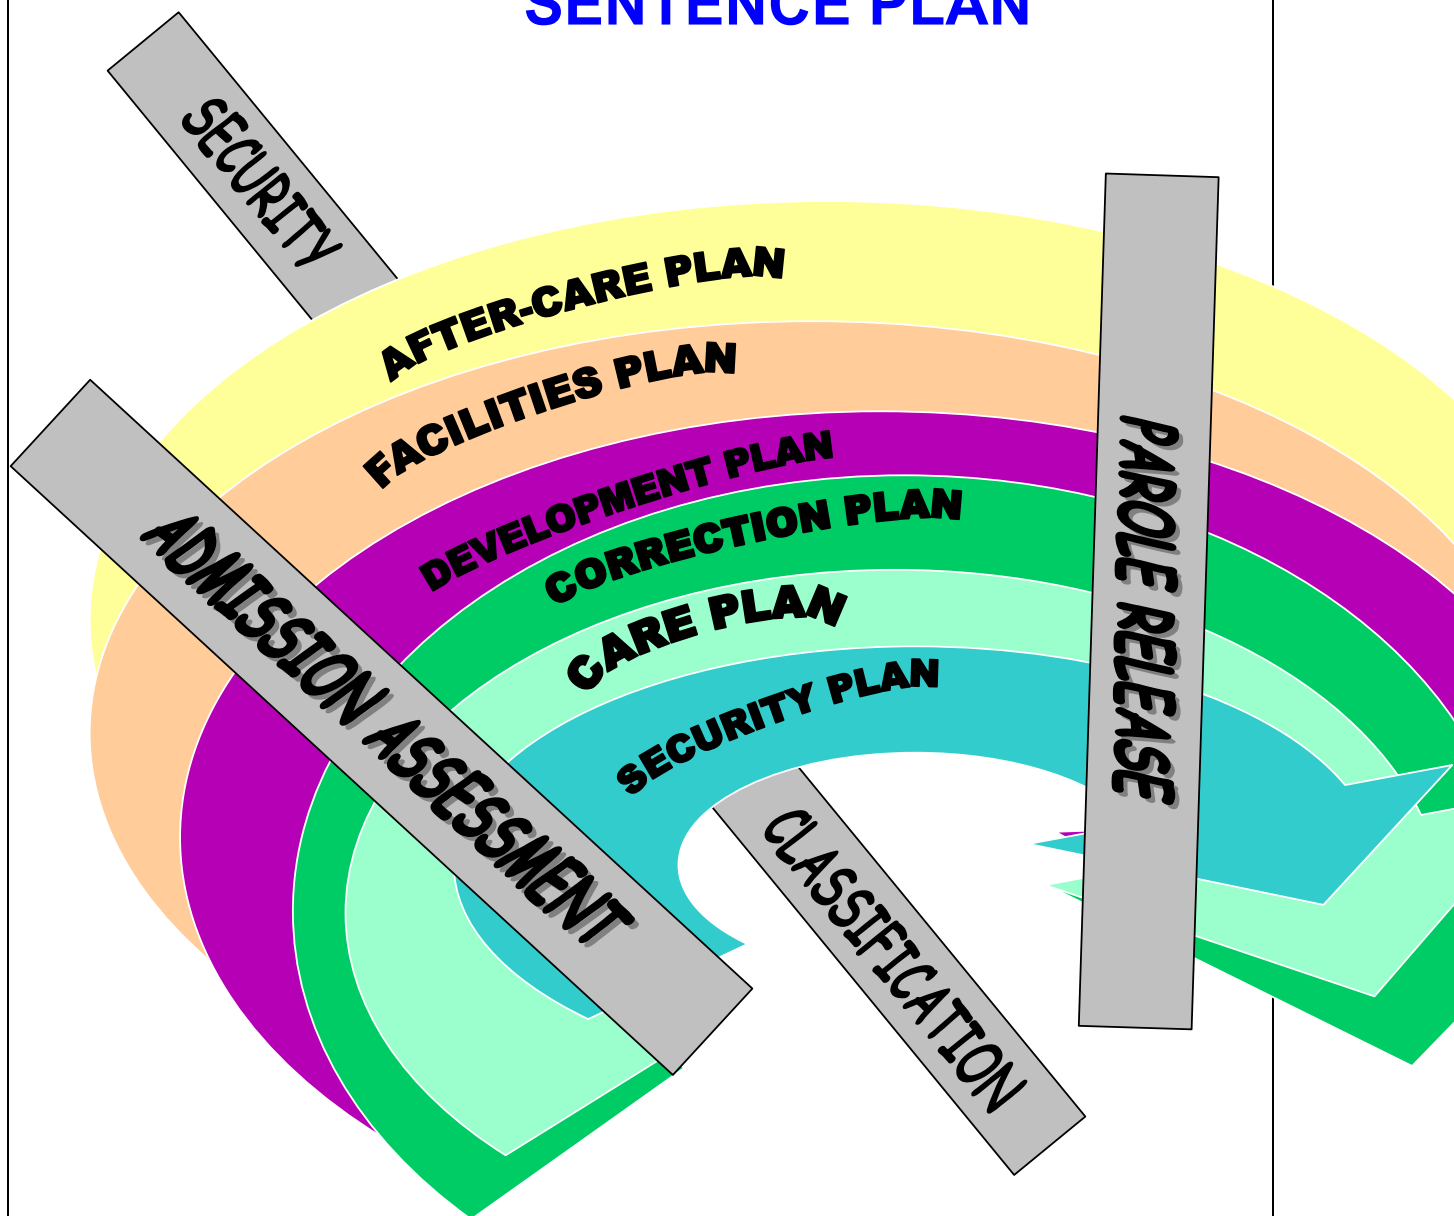 SENTENCE PLAN
SECURITY
AFTER-CARE PLAN
FACILITIES PLAN
DEVELOPMENT PLAN
CORRECTION PLAN
CARE PLAN
SECURITY PLAN
ADMISSION ASSESSMENT
PAROLE RELEASE
CLASSIFICATION